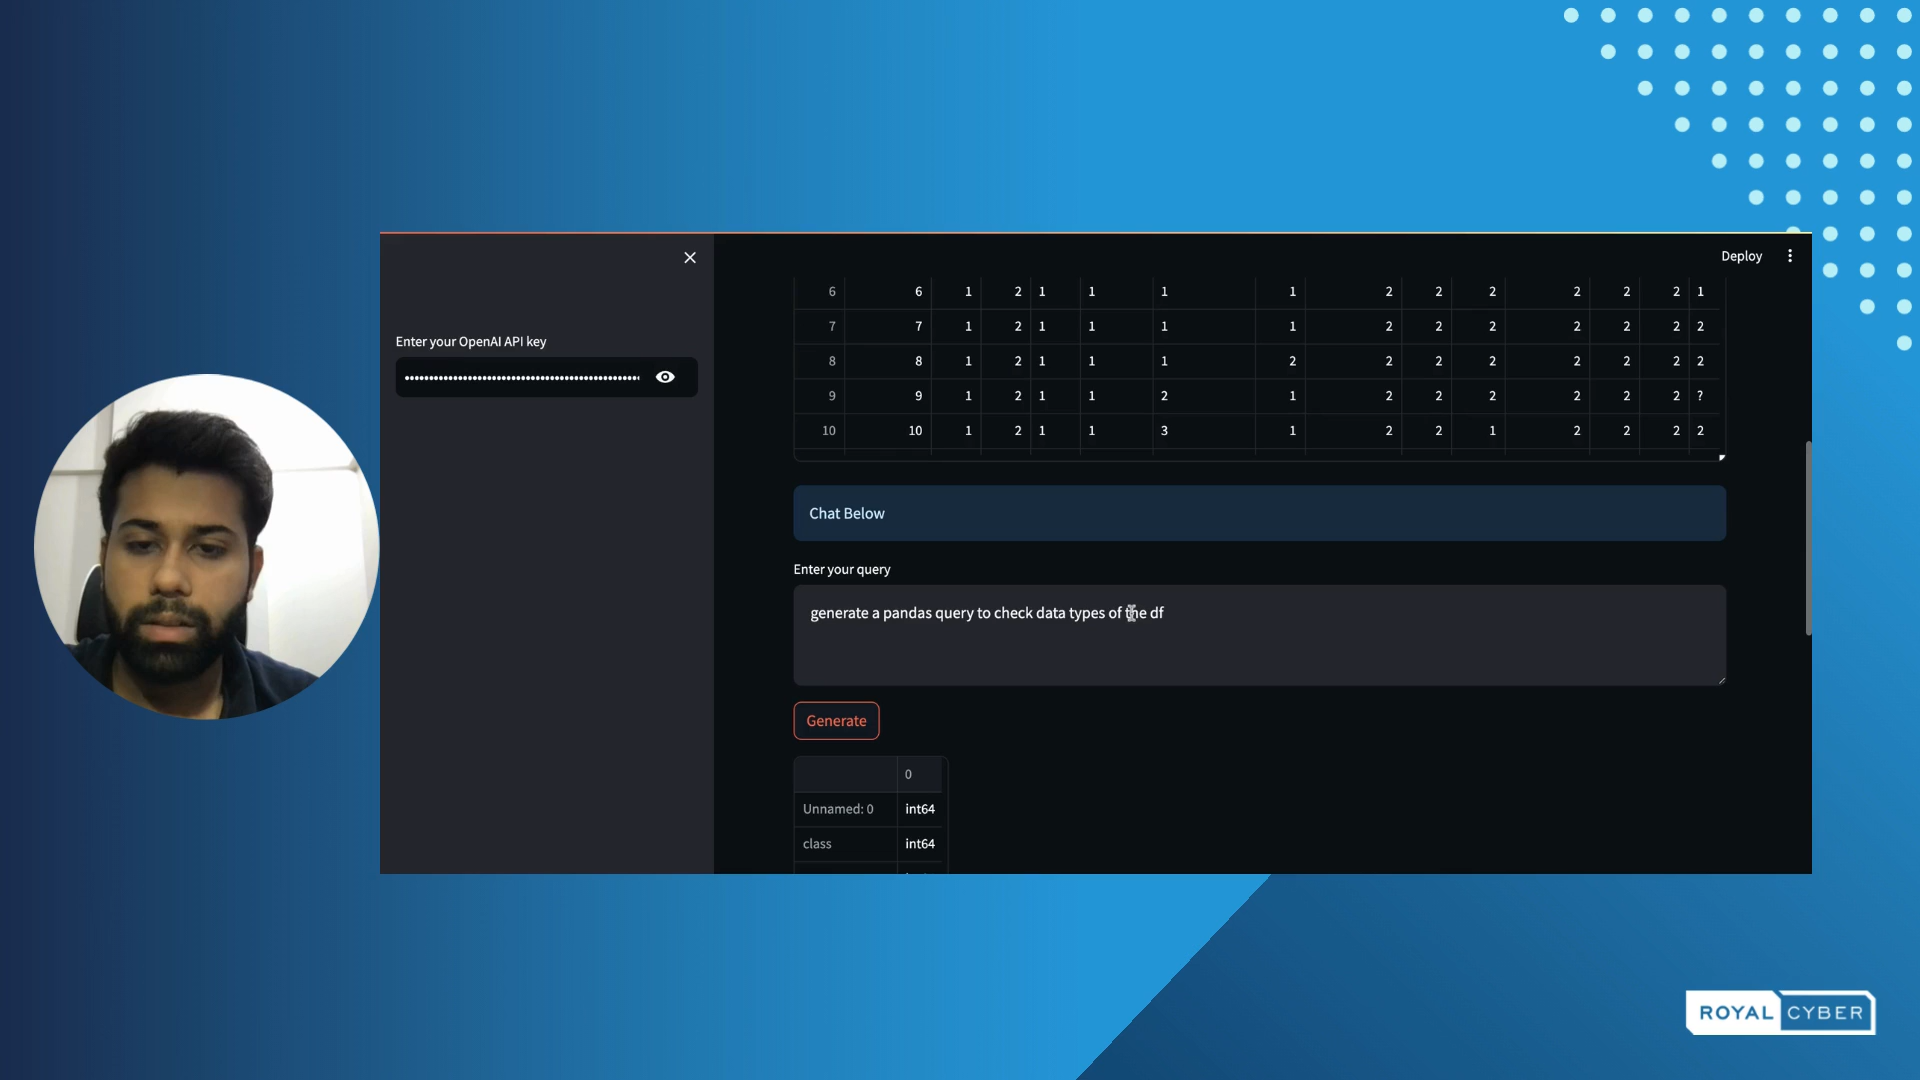 Deploy
Enter your OpenAI API key
6 6 1 2 1 1 1 1 2 2 2 2 2 2 1
7 7 1 2 1 1 1 1 2 2 2 2 2 2 2
8 8 1 2 1 1 1 2 2 2 2 2 2 2 2
9 9 1 2 1 1 2 1 2 2 2 2 2 2 ?
10 10 1 2 1 1 3 1 2 2 1 2 2 2 2
Chat Below
Enter your query
generate a pandas query to check data types of the df
Generate
0
Unnamed: 0 int64
class int64
ROYAL CYBER